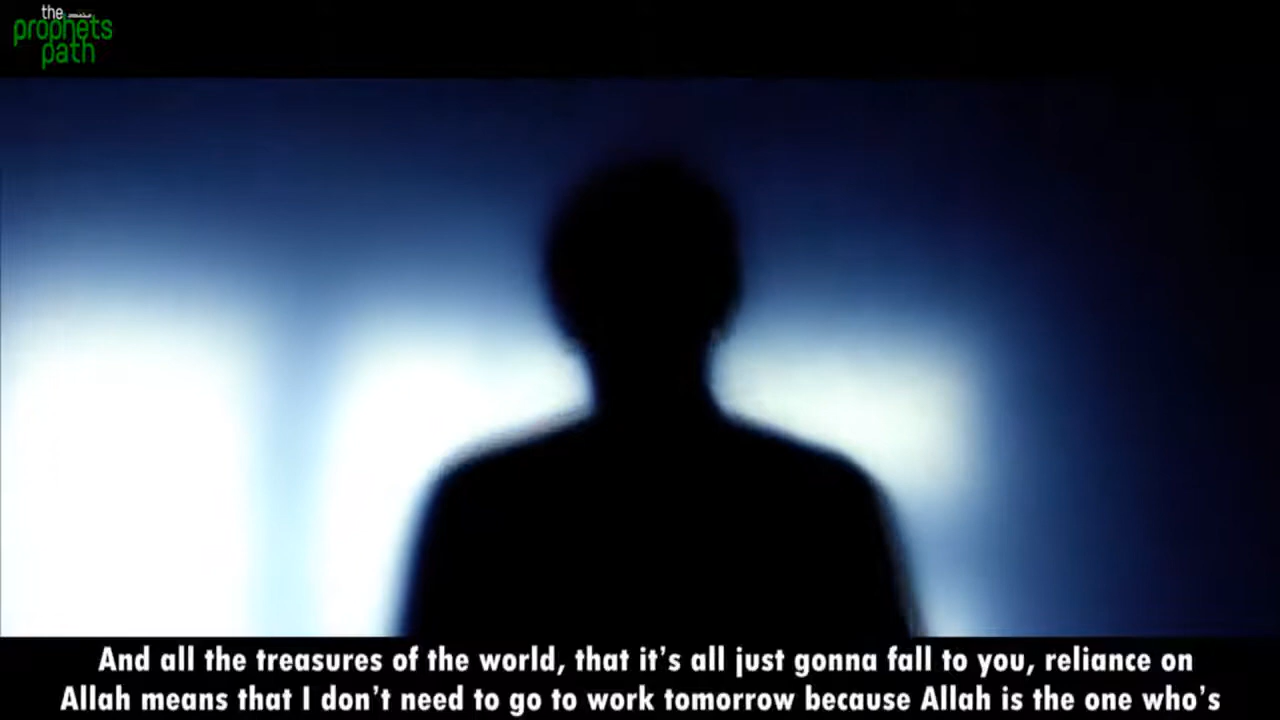 the
prophets
path
And all the treasures of the world, that it's all just gonna fall to you, reliance on
Allah means that I don't need to go to work tomorrow because Allah is the one who's